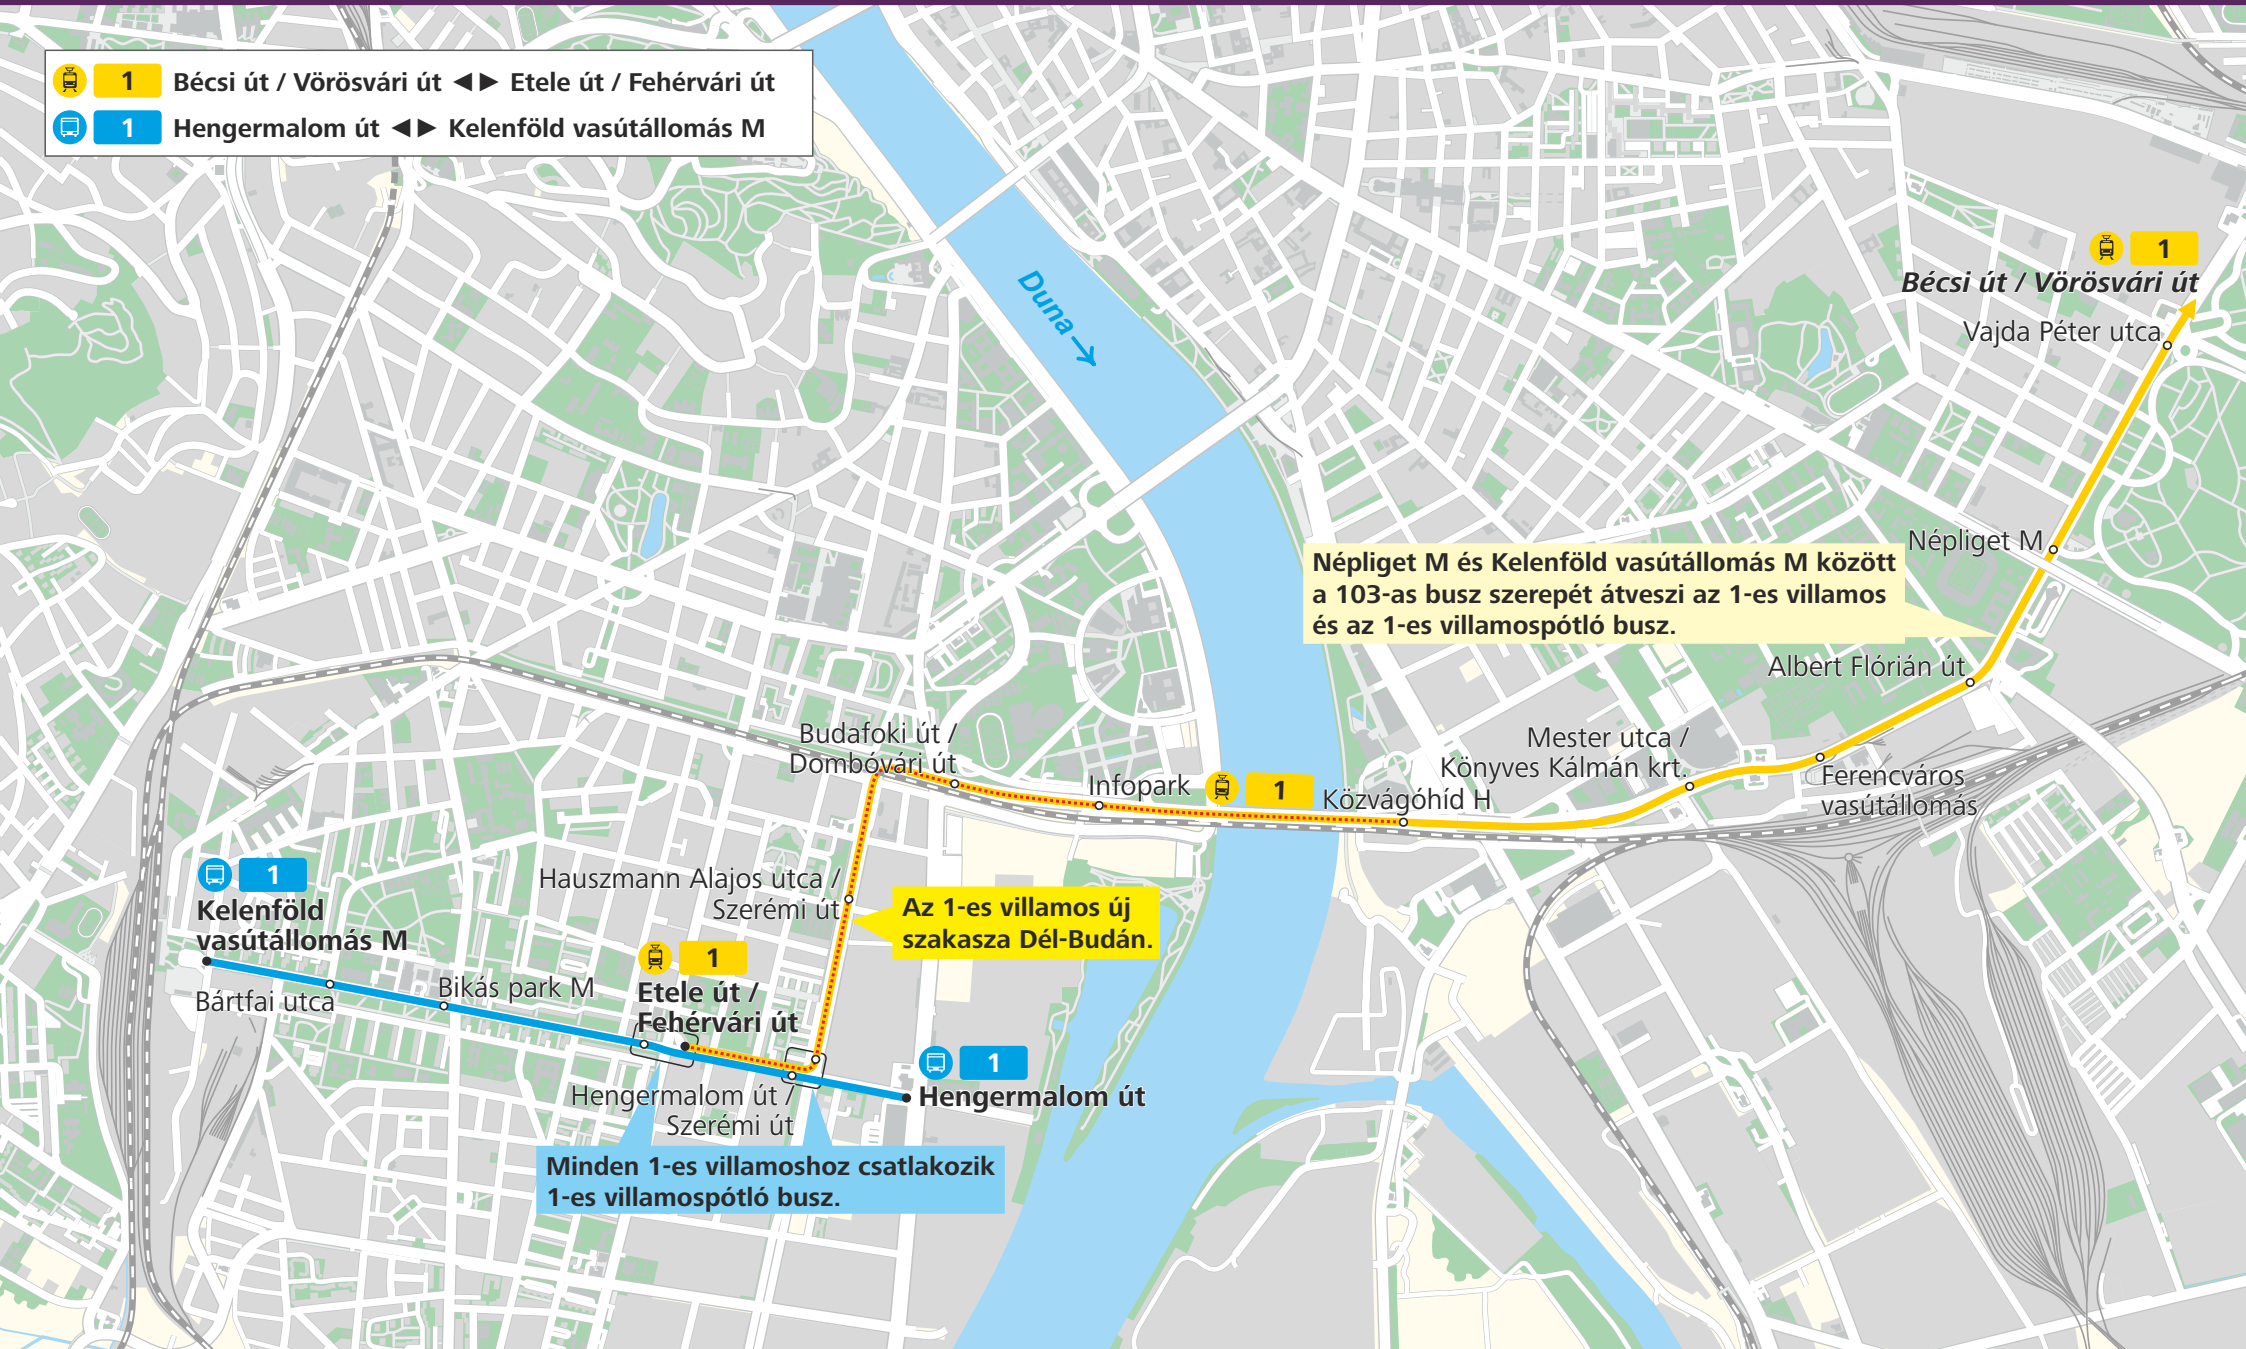 1 Bécsi út / Vörösvári út ◄► Etele út / Fehérvári út
1 Hengermalom út ◄► Kelenföld vasútállomás M
Duna →
1
Bécsi út / Vörösvári út
Vajda Péter utca
Népliget M
Népliget M és Kelenföld vasútállomás M között
a 103-as busz szerepét átveszi az 1-es villamos
és az 1-es villamospótló busz.
Albert Flórián út
Mester utca /
Könyves Kálmán krt.
Ferencváros
vasútállomás
Budafoki út /
Dombóvári út
Infopark
1
Közvágóhíd H
Hauszmann Alajos utca /
Szerémi út
Az 1-es villamos új
szakasza Dél-Budán.
1
Kelenföld
vasútállomás M
Bártfai utca
Bikás park M
1
Etele út /
Fehérvári út
1
Hengermalom út
Hengermalom út /
Szerémi út
Minden 1-es villamoshoz csatlakozik
1-es villamospótló busz.